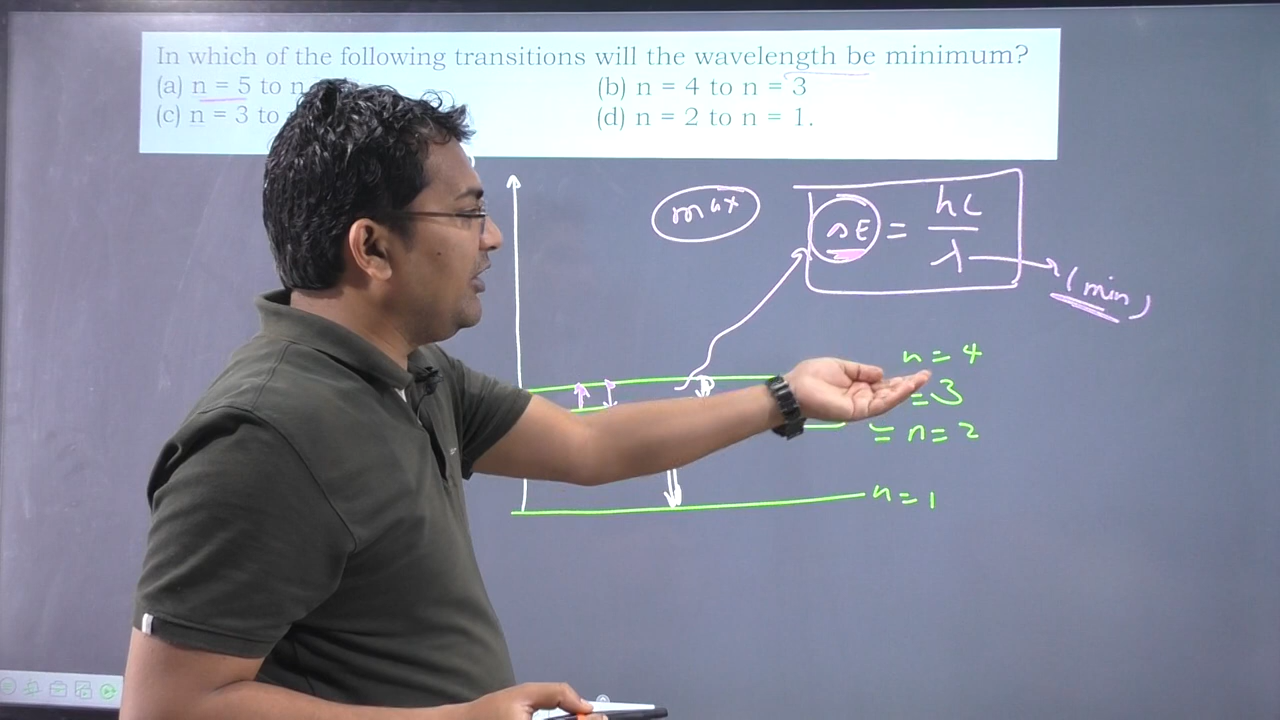 In which of the following transitions will the wavelength be minimum?
(a) n = 5 to n
(b) n = 4 to n = 3
(c) n = 3 to
(d) n = 2 to n = 1.
max
ΔE = hc / λ
(min)
n = 4
= 3
= n = 2
n = 1